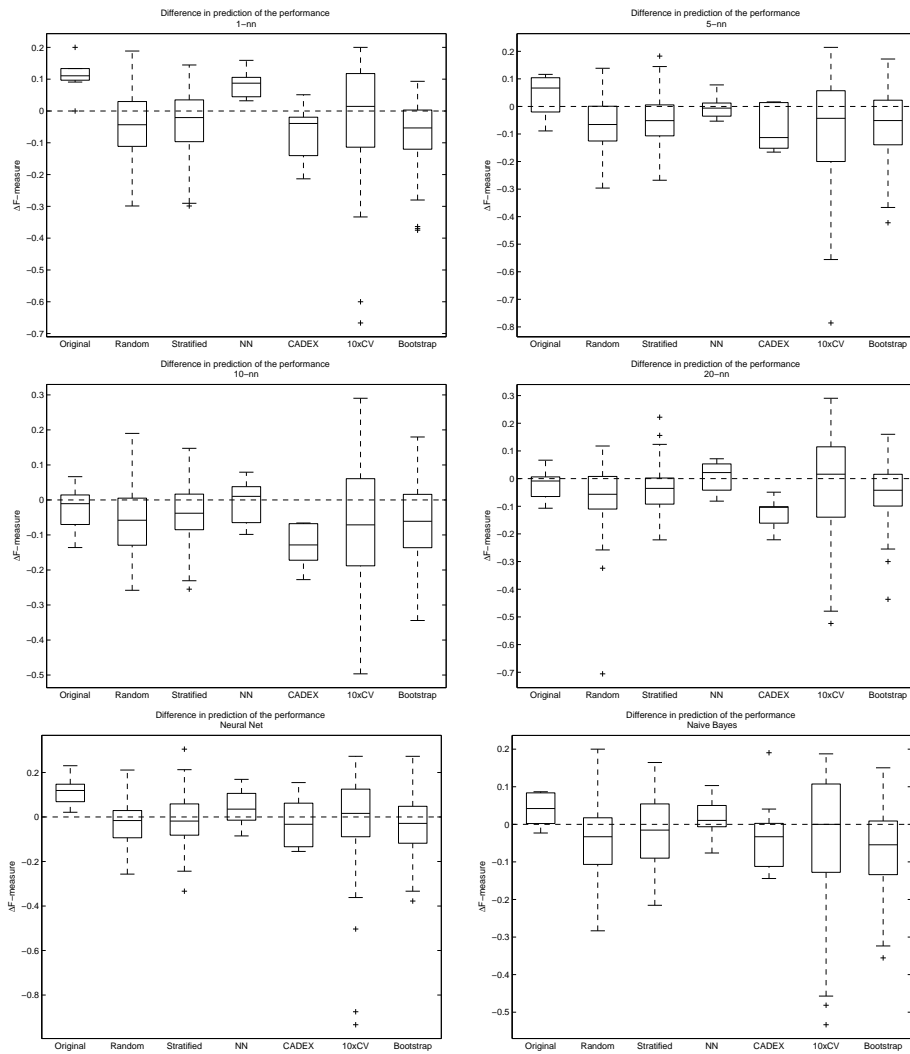 Difference in prediction of the performance
1−nn
0.2
0.1
0
−0.1
−0.2
−0.3
−0.4
−0.5
−0.6
−0.7
ΔF−measure
Original Random Stratified NN CADEX 10xCV Bootstrap
Difference in prediction of the performance
5−nn
0.2
0.1
0
−0.1
−0.2
−0.3
−0.4
−0.5
−0.6
−0.7
−0.8
ΔF−measure
Original Random Stratified NN CADEX 10xCV Bootstrap
Difference in prediction of the performance
10−nn
0.3
0.2
0.1
0
−0.1
−0.2
−0.3
−0.4
−0.5
ΔF−measure
Original Random Stratified NN CADEX 10xCV Bootstrap
Difference in prediction of the performance
20−nn
0.3
0.2
0.1
0
−0.1
−0.2
−0.3
−0.4
−0.5
−0.6
−0.7
ΔF−measure
Original Random Stratified NN CADEX 10xCV Bootstrap
Difference in prediction of the performance
Neural Net
0.2
0
−0.2
−0.4
−0.6
−0.8
ΔF−measure
Original Random Stratified NN CADEX 10xCV Bootstrap
Difference in prediction of the performance
Naive Bayes
0.2
0.1
0
−0.1
−0.2
−0.3
−0.4
−0.5
ΔF−measure
Original Random Stratified NN CADEX 10xCV Bootstrap